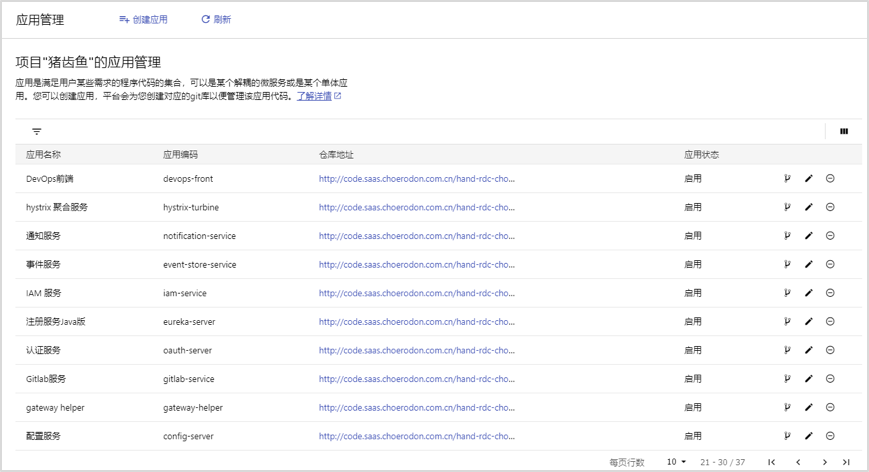 应用管理 创建应用 刷新
项目"猪齿鱼"的应用管理
应用是满足用户某些需求的程序代码的集合，可以是某个解耦的微服务或是某个单体应
用。您可以创建应用，平台会为您创建对应的git库以便管理该应用代码。了解详情
应用名称 应用编码 仓库地址 应用状态
DevOps前端 devops-front http://code.saas.choerodon.com.cn/hand-rdc-cho... 启用
hystrix 聚合服务 hystrix-turbine http://code.saas.choerodon.com.cn/hand-rdc-cho... 启用
通知服务 notification-service http://code.saas.choerodon.com.cn/hand-rdc-cho... 启用
事件服务 event-store-service http://code.saas.choerodon.com.cn/hand-rdc-cho... 启用
IAM 服务 iam-service http://code.saas.choerodon.com.cn/hand-rdc-cho... 启用
注册服务Java版 eureka-server http://code.saas.choerodon.com.cn/hand-rdc-cho... 启用
认证服务 oauth-server http://code.saas.choerodon.com.cn/hand-rdc-cho... 启用
Gitlab服务 gitlab-service http://code.saas.choerodon.com.cn/hand-rdc-cho... 启用
gateway helper gateway-helper http://code.saas.choerodon.com.cn/hand-rdc-cho... 启用
配置服务 config-server http://code.saas.choerodon.com.cn/hand-rdc-cho... 启用
每页行数 10 21 - 30 / 37